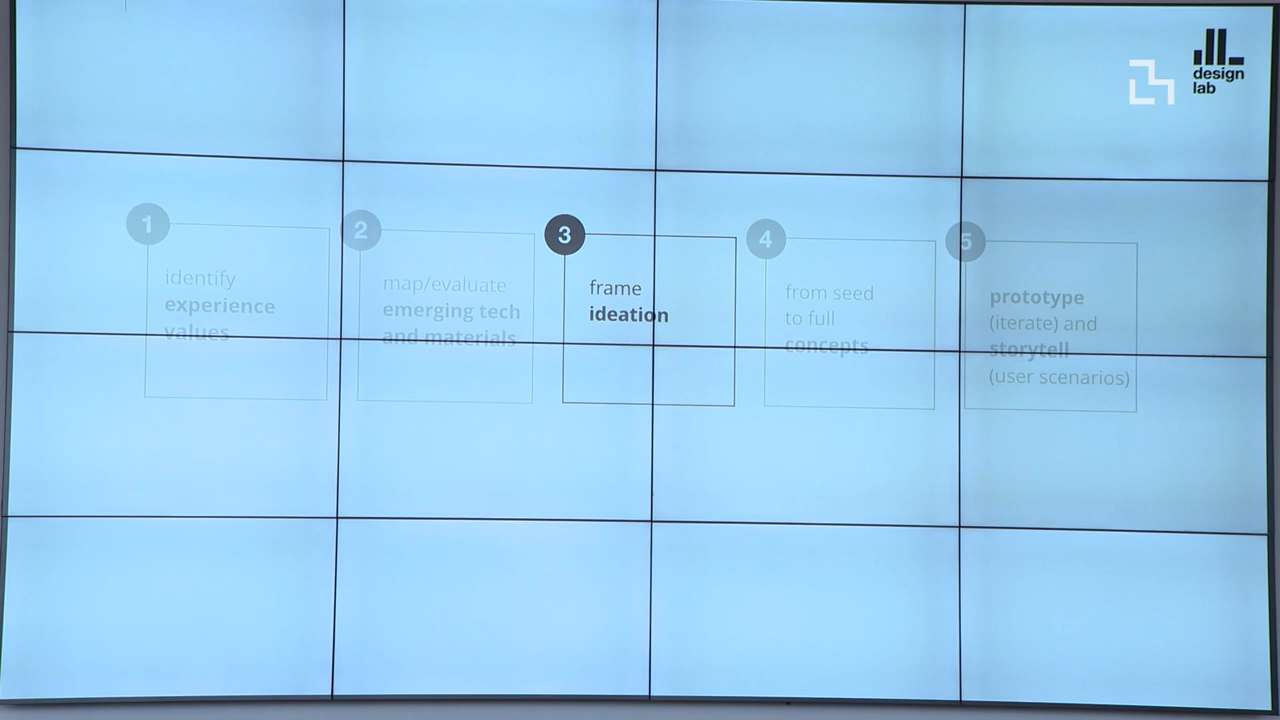 design
lab
1
identify
experience
values
2
map/evaluate
emerging tech
and materials
3
frame
ideation
4
from seed
to full
concepts
5
prototype
(iterate) and
storytell
(user scenarios)